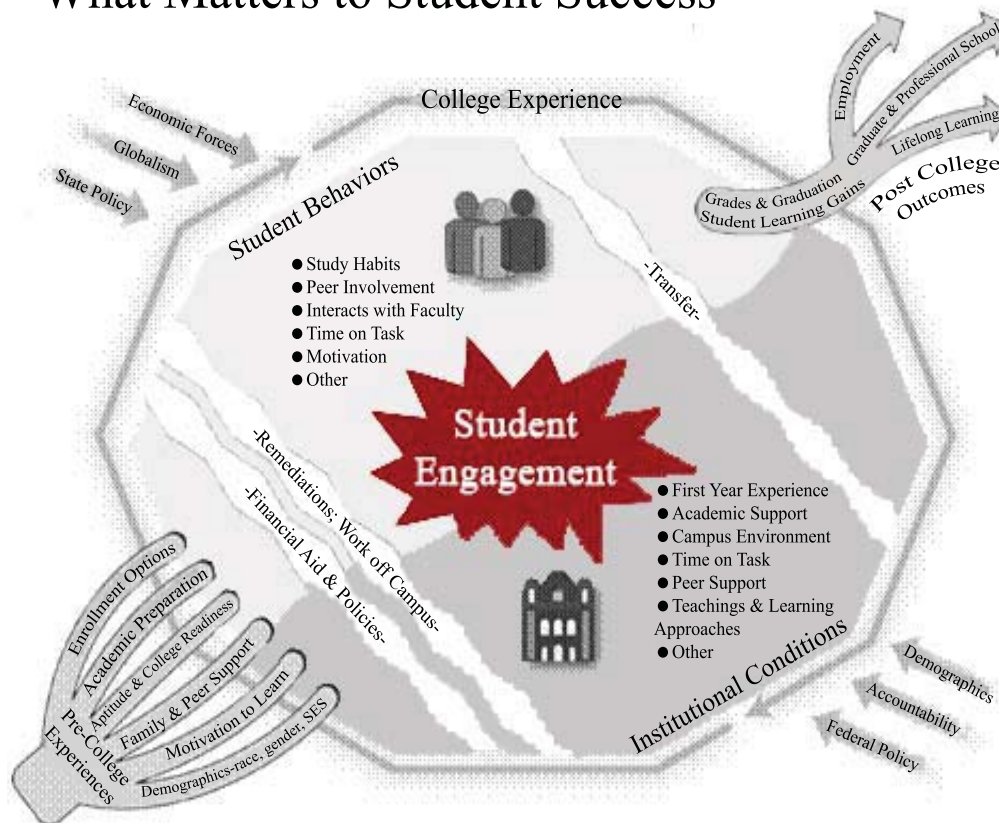 What Matters to Student Success
College Experience
Economic Forces
Globalism
State Policy
Student Behaviors
● Study Habits
● Peer Involvement
● Interacts with Faculty
● Time on Task
● Motivation
● Other
Employment
Graduate & Professional School
Lifelong Learning
Grades & Graduation
Student Learning Gains
Post College
Outcomes
-Transfer-
Student
Engagement
-Remediations; Work off Campus-
-Financial Aid & Policies-
● First Year Experience
● Academic Support
● Campus Environment
● Time on Task
● Peer Support
● Teachings & Learning
Approaches
● Other
Institutional Conditions
Enrollment Options
Academic Preparation
Aptitude & College Readiness
Family & Peer Support
Motivation to Learn
Demographics-race, gender, SES
Pre-College
Experiences
Demographics
Accountability
Federal Policy